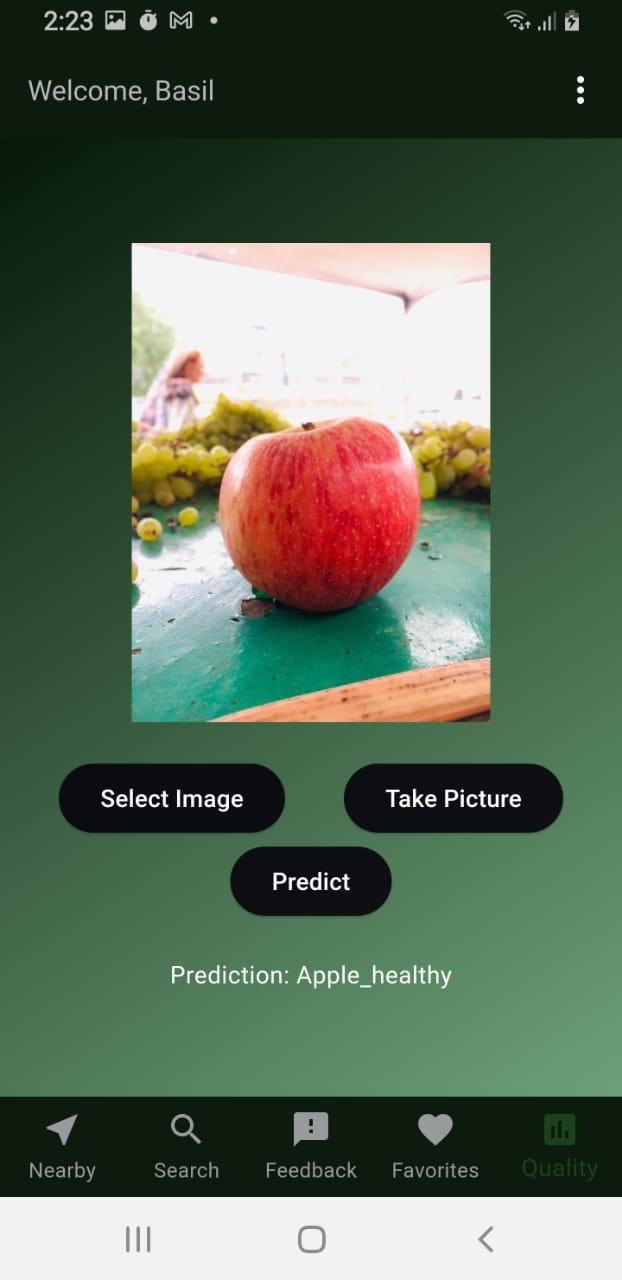 2:23
Welcome, Basil
Select Image
Take Picture
Predict
Prediction: Apple_healthy
Nearby
Search
Feedback
Favorites
Quality